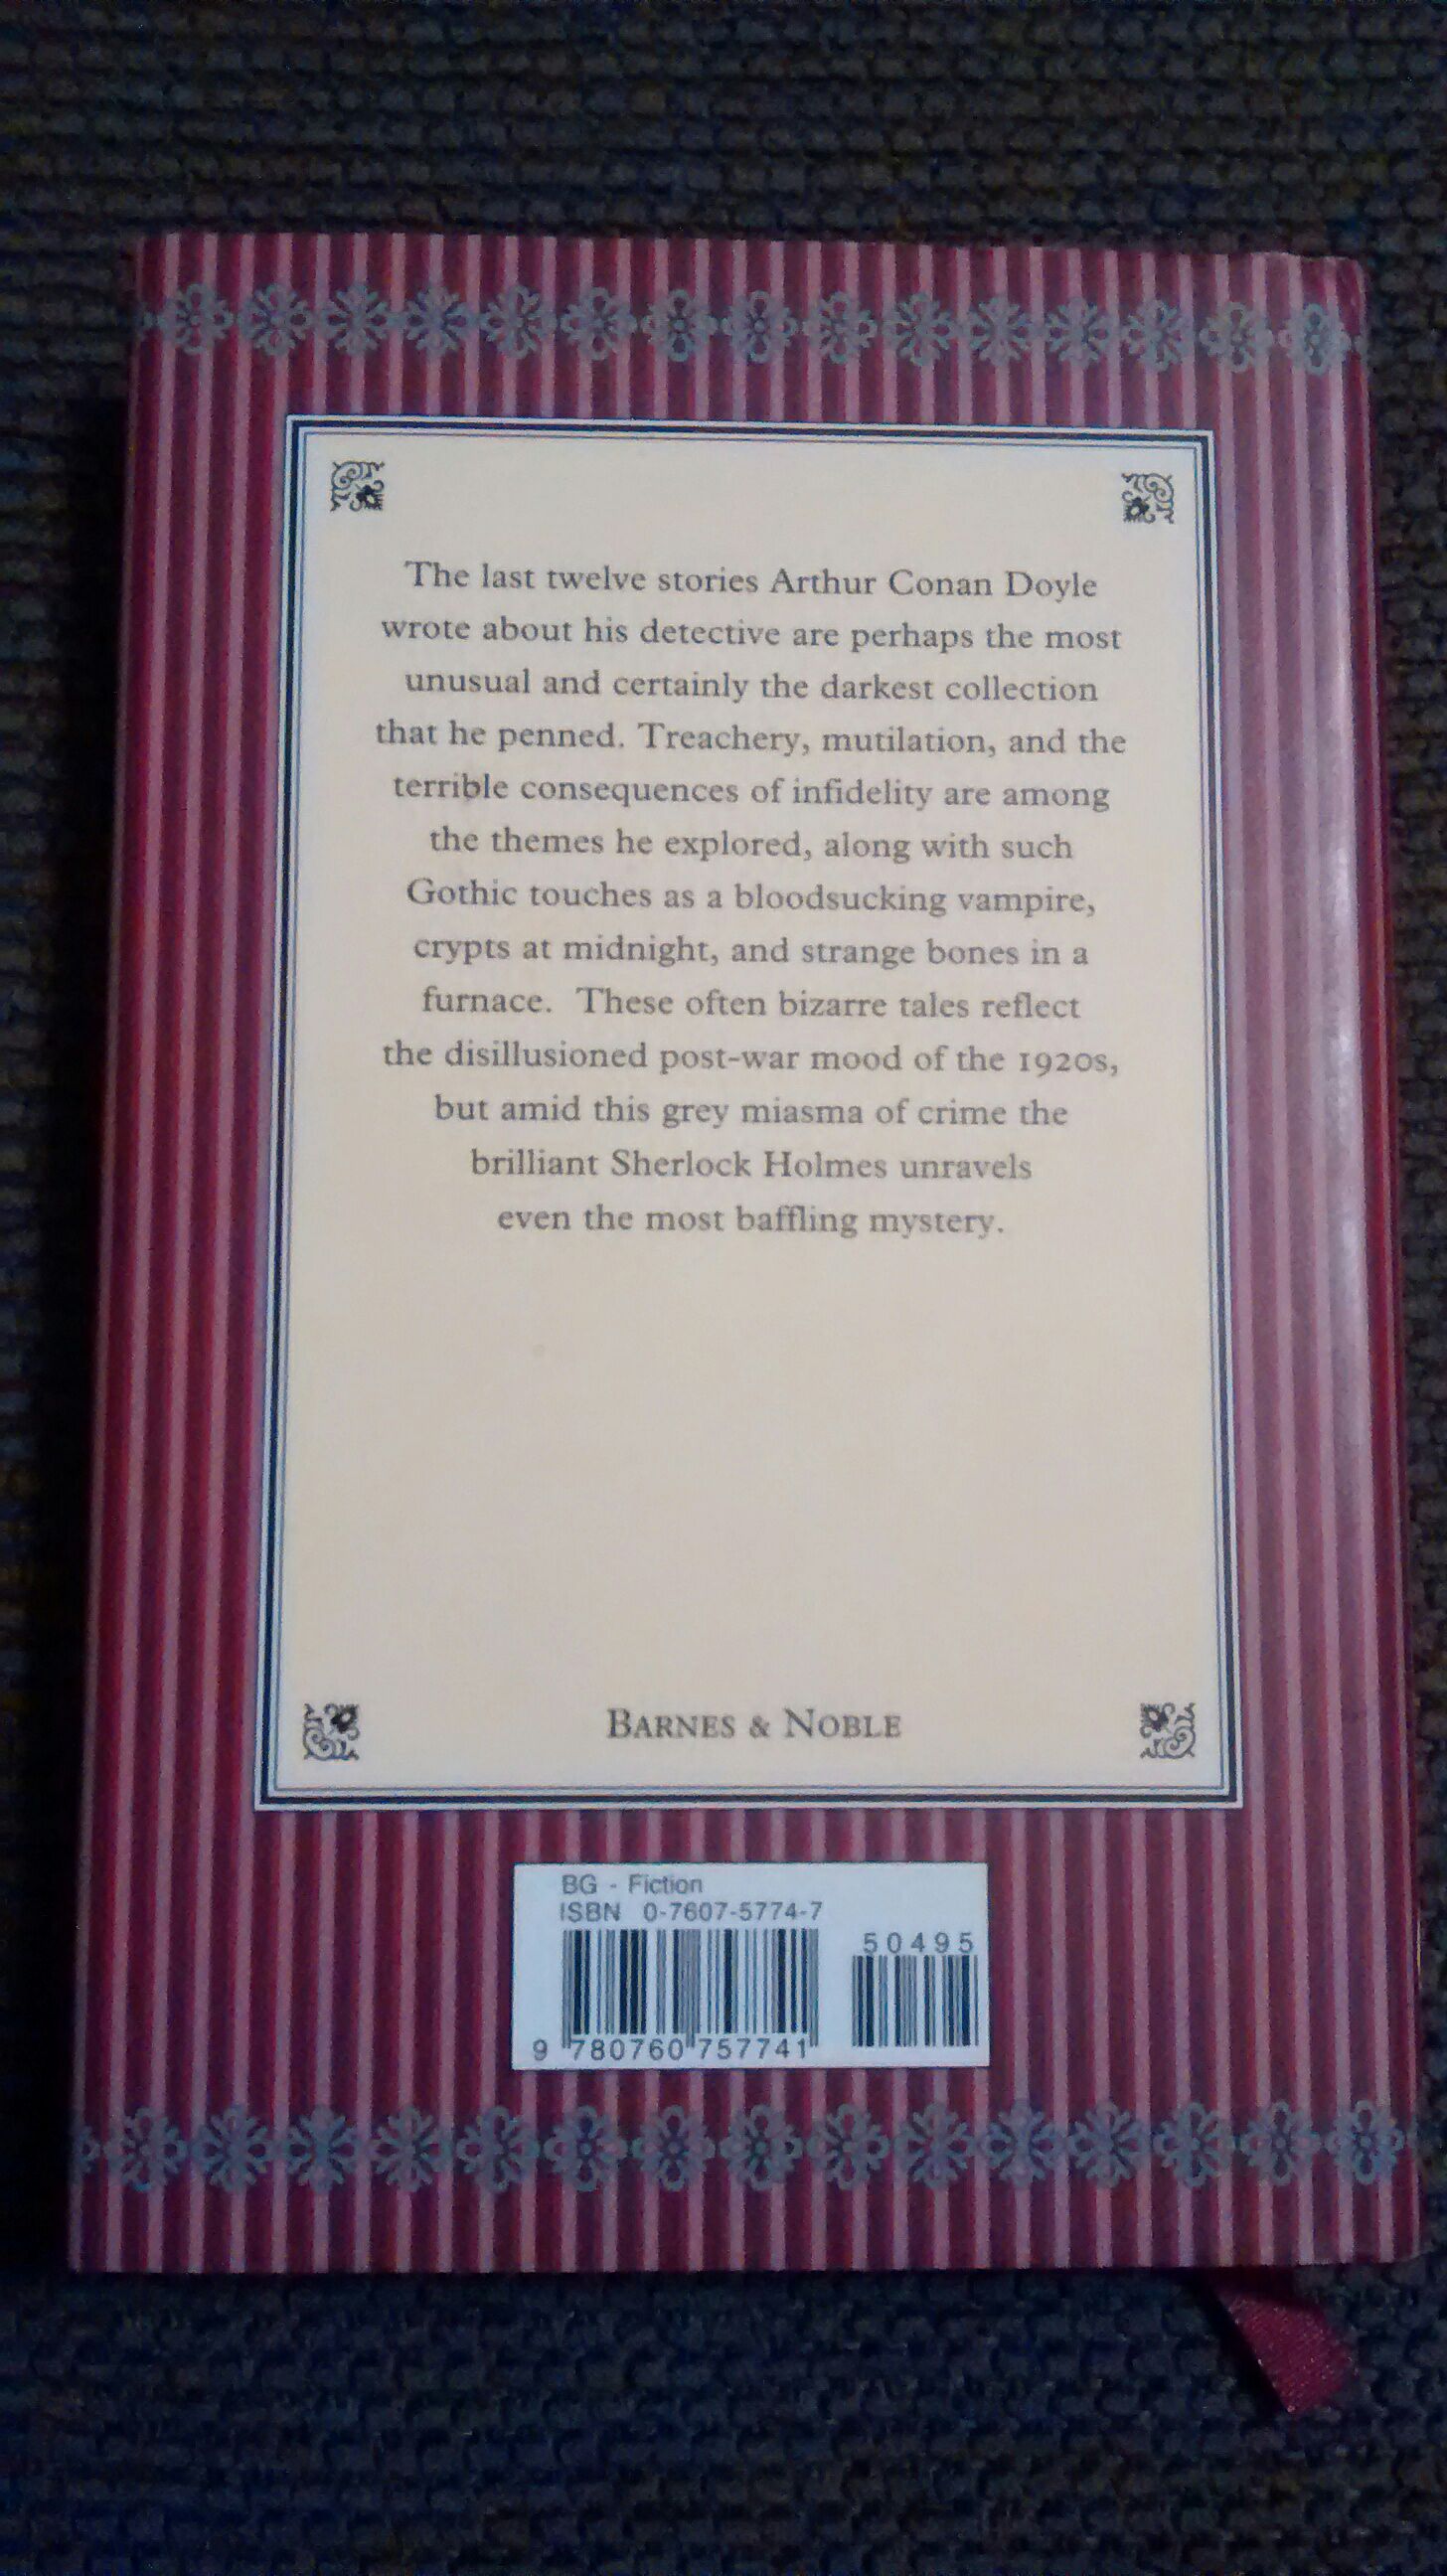 The last twelve stories Arthur Conan Doyle
wrote about his detective are perhaps the most
unusual and certainly the darkest collection
that he penned. Treachery, mutilation, and the
terrible consequences of infidelity are among
the themes he explored, along with such
Gothic touches as a bloodsucking vampire,
crypts at midnight, and strange bones in a
furnace.  These often bizarre tales reflect
the disillusioned post-war mood of the 1920s,
but amid this grey miasma of crime the
brilliant Sherlock Holmes unravels
even the most baffling mystery.
BARNES & NOBLE
BG - Fiction
ISBN 0-7607-5774-7
50495
9 780760 757741